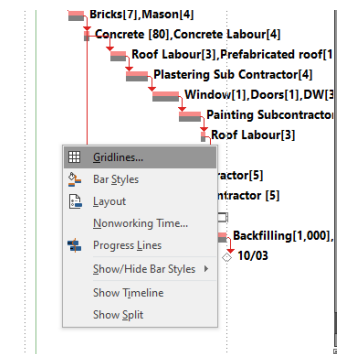 Bricks[7],Mason[4]
Concrete [80],Concrete Labour[4]
Roof Labour[3],Prefabricated roof[1
Plastering Sub Contractor[4]
Window[1],Doors[1],DW[3
Painting Subcontractor
Roof Labour[3]
Gridlines...
Bar Styles
ractor[5]
Layout
ntractor [5]
Nonworking Time...
Progress Lines
Backfilling[1,000],
Show/Hide Bar Styles
10/03
Show Timeline
Show Split